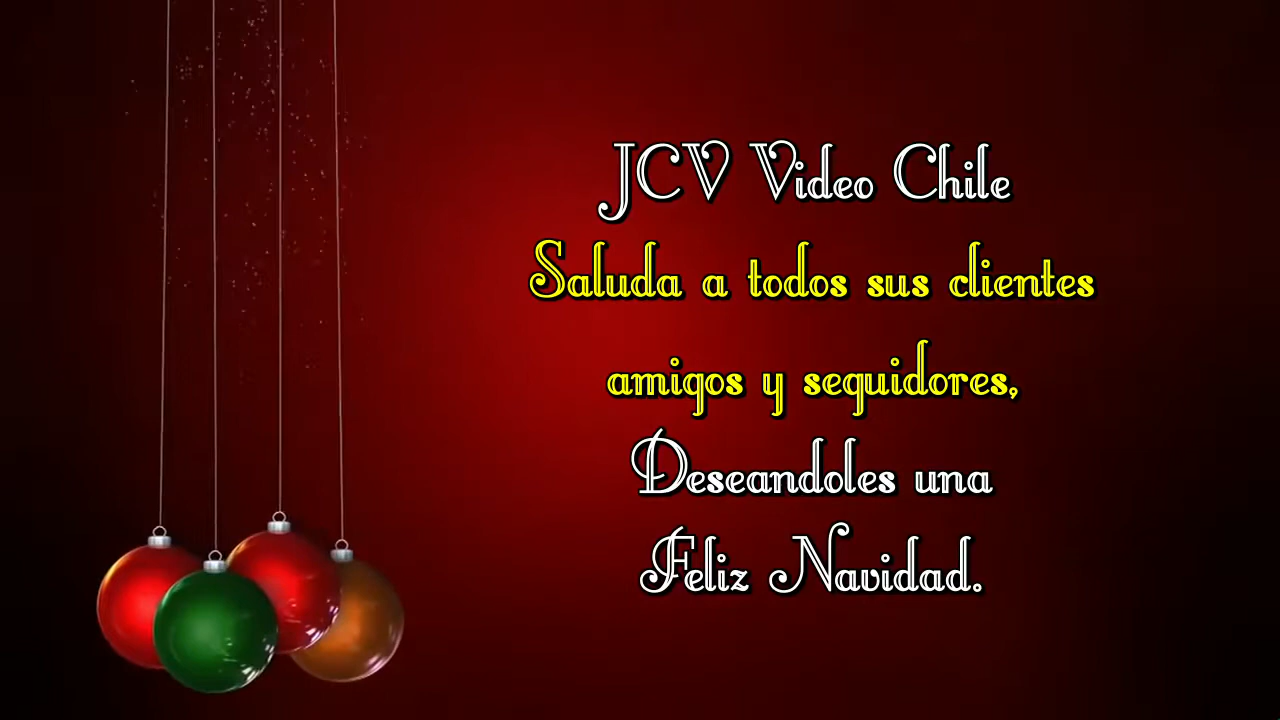 JCV Video Chile
Saluda a todos sus clientes
amigos y seguidores,
Deseandoles una
Feliz Navidad.